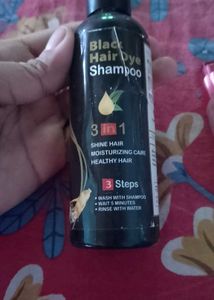 Black
Hair Dye
Shampoo
3 in 1
SHINE HAIR
MOISTURIZING CARE
HEALTHY HAIR
3 Steps
• WASH WITH SHAMPOO
• WAIT 5 MINUTES
• RINSE WITH WATER